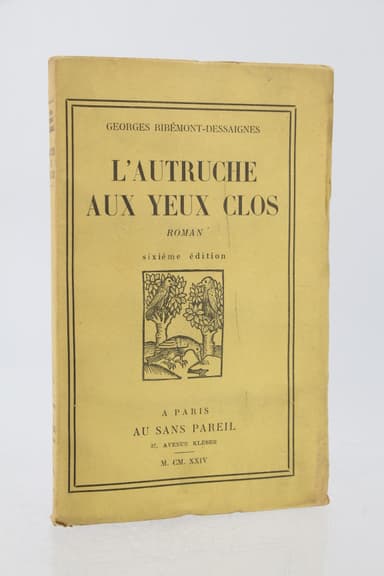 GEORGES RIBEMONT-DESSAIGNES
L'AUTRUCHE
AUX YEUX CLOS
ROMAN
sixième édition
A PARIS
AU SANS PAREIL
37, AVENUE KLÉBER
M. CM. XXIV